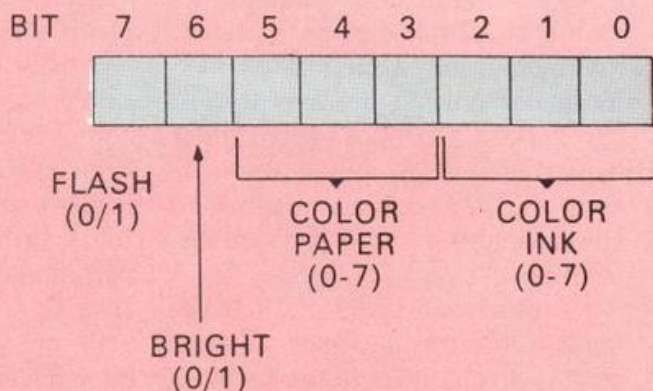 BIT 7 6 5 4 3 2 1 0
FLASH
(0/1)
BRIGHT
(0/1)
COLOR
PAPER
(0-7)
COLOR
INK
(0-7)